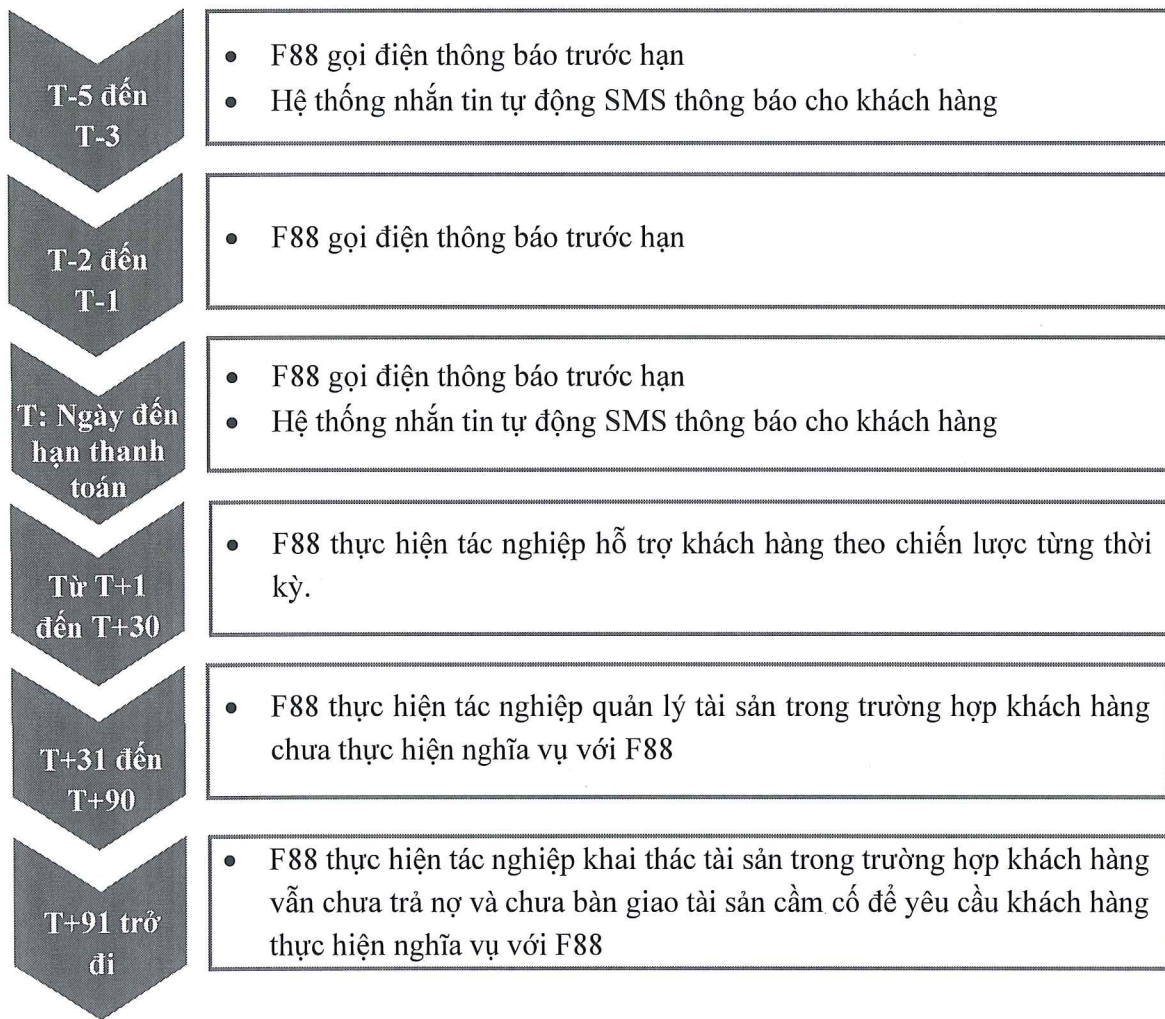 T-5 đến
T-3
• F88 gọi điện thông báo trước hạn
• Hệ thống nhắn tin tự động SMS thông báo cho khách hàng
T-2 đến
T-1
• F88 gọi điện thông báo trước hạn
T: Ngày đến
hạn thanh
toán
• F88 gọi điện thông báo trước hạn
• Hệ thống nhắn tin tự động SMS thông báo cho khách hàng
Từ T+1
đến T+30
• F88 thực hiện tác nghiệp hỗ trợ khách hàng theo chiến lược từng thời
kỳ.
T+31 đến
T+90
• F88 thực hiện tác nghiệp quản lý tài sản trong trường hợp khách hàng
chưa thực hiện nghĩa vụ với F88
T+91 trở
đi
• F88 thực hiện tác nghiệp khai thác tài sản trong trường hợp khách hàng
vẫn chưa trả nợ và chưa bàn giao tài sản cầm cố để yêu cầu khách hàng
thực hiện nghĩa vụ với F88